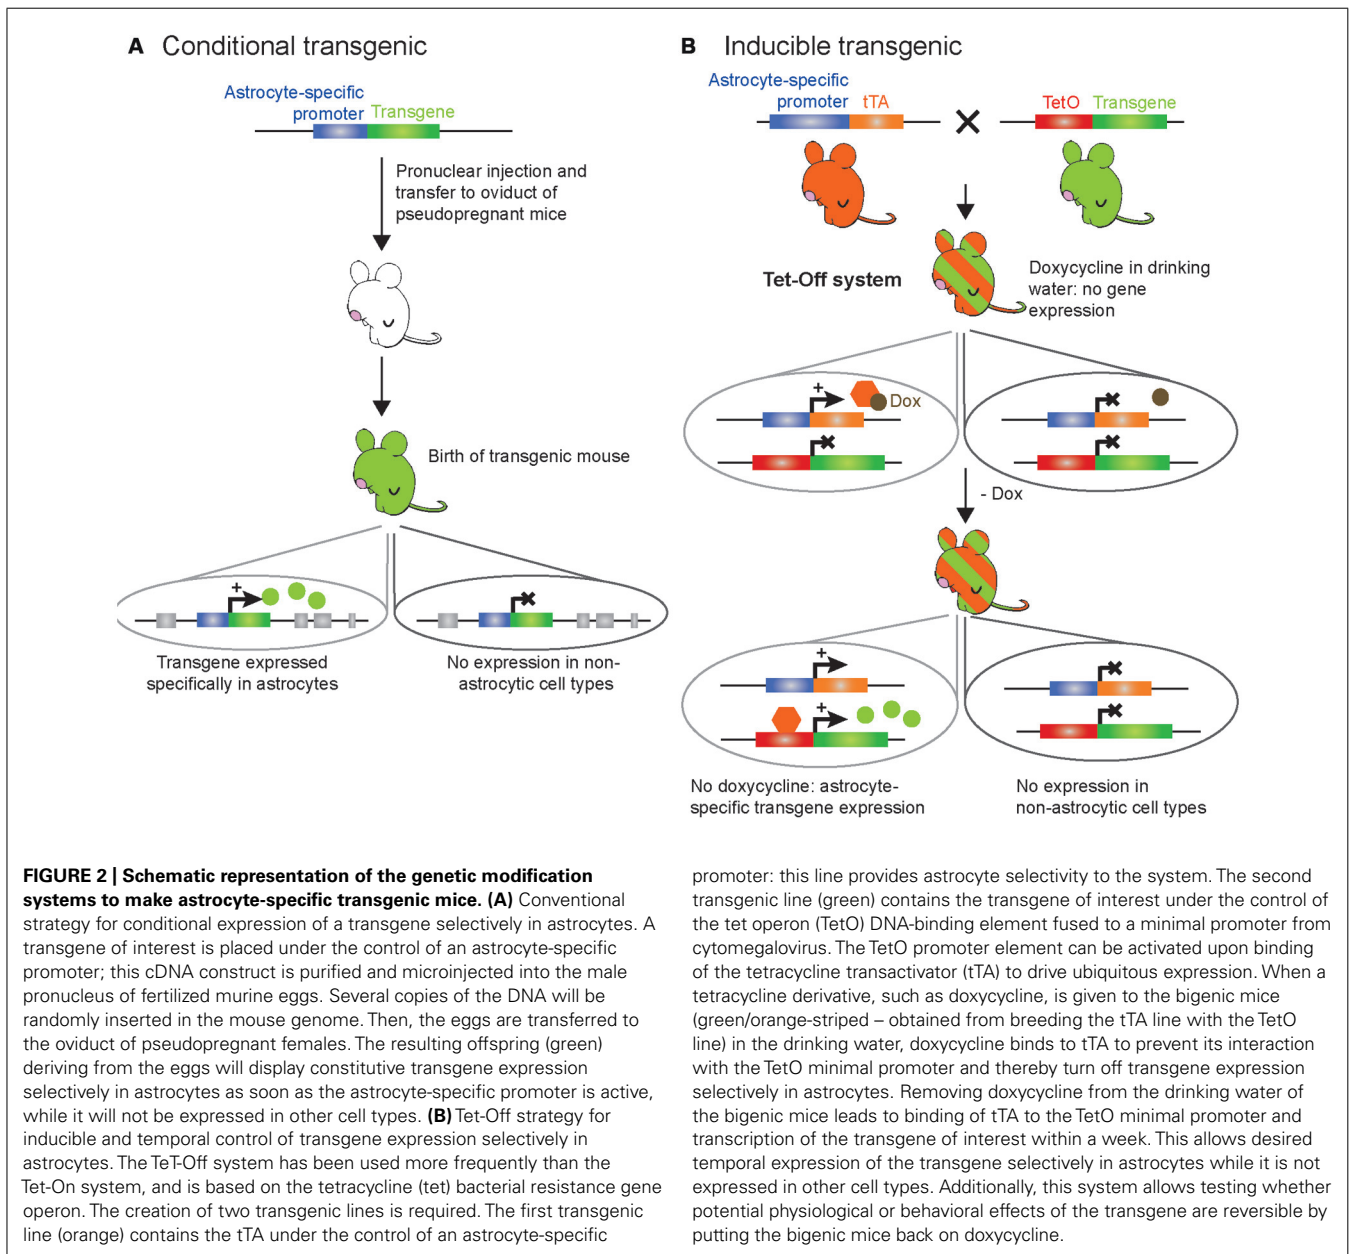 A Conditional transgenic
Astrocyte-specific
promoter Transgene
Pronuclear injection and
transfer to oviduct of
pseudopregnant mice
Birth of transgenic mouse
+
Transgene expressed
specifically in astrocytes
No expression in non-
astrocytic cell types
B Inducible transgenic
Astrocyte-specific
promoter tTA
TetO Transgene
Tet-Off system
Doxycycline in drinking
water: no gene
expression
+
Dox
- Dox
+
+
No doxycycline: astrocyte-
specific transgene expression
No expression in
non-astrocytic cell types
FIGURE 2 | Schematic representation of the genetic modification
systems to make astrocyte-specific transgenic mice. (A) Conventional
strategy for conditional expression of a transgene selectively in astrocytes. A
transgene of interest is placed under the control of an astrocyte-specific
promoter; this cDNA construct is purified and microinjected into the male
pronucleus of fertilized murine eggs. Several copies of the DNA will be
randomly inserted in the mouse genome. Then, the eggs are transferred to
the oviduct of pseudopregnant females. The resulting offspring (green)
deriving from the eggs will display constitutive transgene expression
selectively in astrocytes as soon as the astrocyte-specific promoter is active,
while it will not be expressed in other cell types. (B) Tet-Off strategy for
inducible and temporal control of transgene expression selectively in
astrocytes. The TeT-Off system has been used more frequently than the
Tet-On system, and is based on the tetracycline (tet) bacterial resistance gene
operon. The creation of two transgenic lines is required. The first transgenic
line (orange) contains the tTA under the control of an astrocyte-specific
promoter: this line provides astrocyte selectivity to the system. The second
transgenic line (green) contains the transgene of interest under the control of
the tet operon (TetO) DNA-binding element fused to a minimal promoter from
cytomegalovirus. The TetO promoter element can be activated upon binding
of the tetracycline transactivator (tTA) to drive ubiquitous expression. When a
tetracycline derivative, such as doxycycline, is given to the bigenic mice
(green/orange-striped – obtained from breeding the tTA line with the TetO
line) in the drinking water, doxycycline binds to tTA to prevent its interaction
with the TetO minimal promoter and thereby turn off transgene expression
selectively in astrocytes. Removing doxycycline from the drinking water of
the bigenic mice leads to binding of tTA to the TetO minimal promoter and
transcription of the transgene of interest within a week. This allows desired
temporal expression of the transgene selectively in astrocytes while it is not
expressed in other cell types. Additionally, this system allows testing whether
potential physiological or behavioral effects of the transgene are reversible by
putting the bigenic mice back on doxycycline.